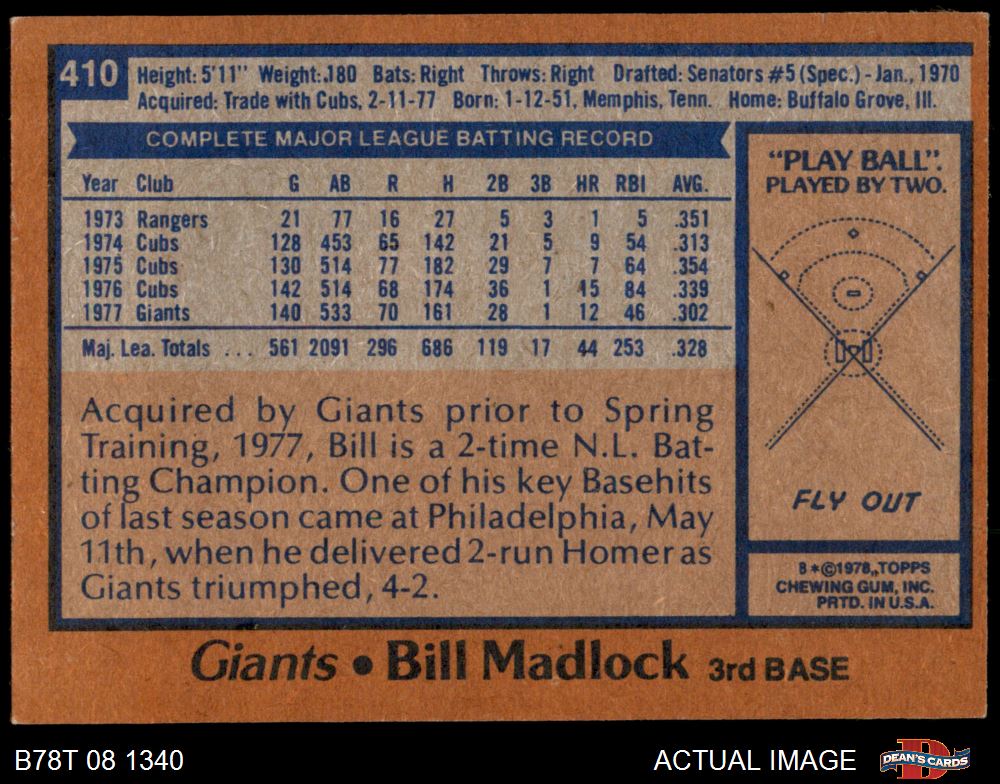 410
Height: 5'11" Weight: 180 Bats: Right Throws: Right Drafted: Senators #5 (Spec.) - Jan., 1970
Acquired: Trade with Cubs, 2-11-77 Born: 1-12-51, Memphis, Tenn. Home: Buffalo Grove, Ill.
COMPLETE MAJOR LEAGUE BATTING RECORD
Year Club G AB R H 2B 3B HR RBI AVG.
1973 Rangers 21 77 16 27 5 3 1 5 .351
1974 Cubs 128 453 65 142 21 5 9 54 .313
1975 Cubs 130 514 77 182 29 7 7 64 .354
1976 Cubs 142 514 68 174 36 1 15 84 .339
1977 Giants 140 533 70 161 28 1 12 46 .302
Maj. Lea. Totals ... 561 2091 296 686 119 17 44 253 .328
Acquired by Giants prior to Spring
Training, 1977, Bill is a 2-time N.L. Bat-
ting Champion. One of his key Basehits
of last season came at Philadelphia, May
11th, when he delivered 2-run Homer as
Giants triumphed, 4-2.
"PLAY BALL".
PLAYED BY TWO.
FLY OUT
B*©1978,,TOPPS
CHEWING GUM, INC.
PRTD. IN U.S.A.
Giants • Bill Madlock 3rd BASE
B78T 08 1340
ACTUAL IMAGE
D
DEAN'S CARDS